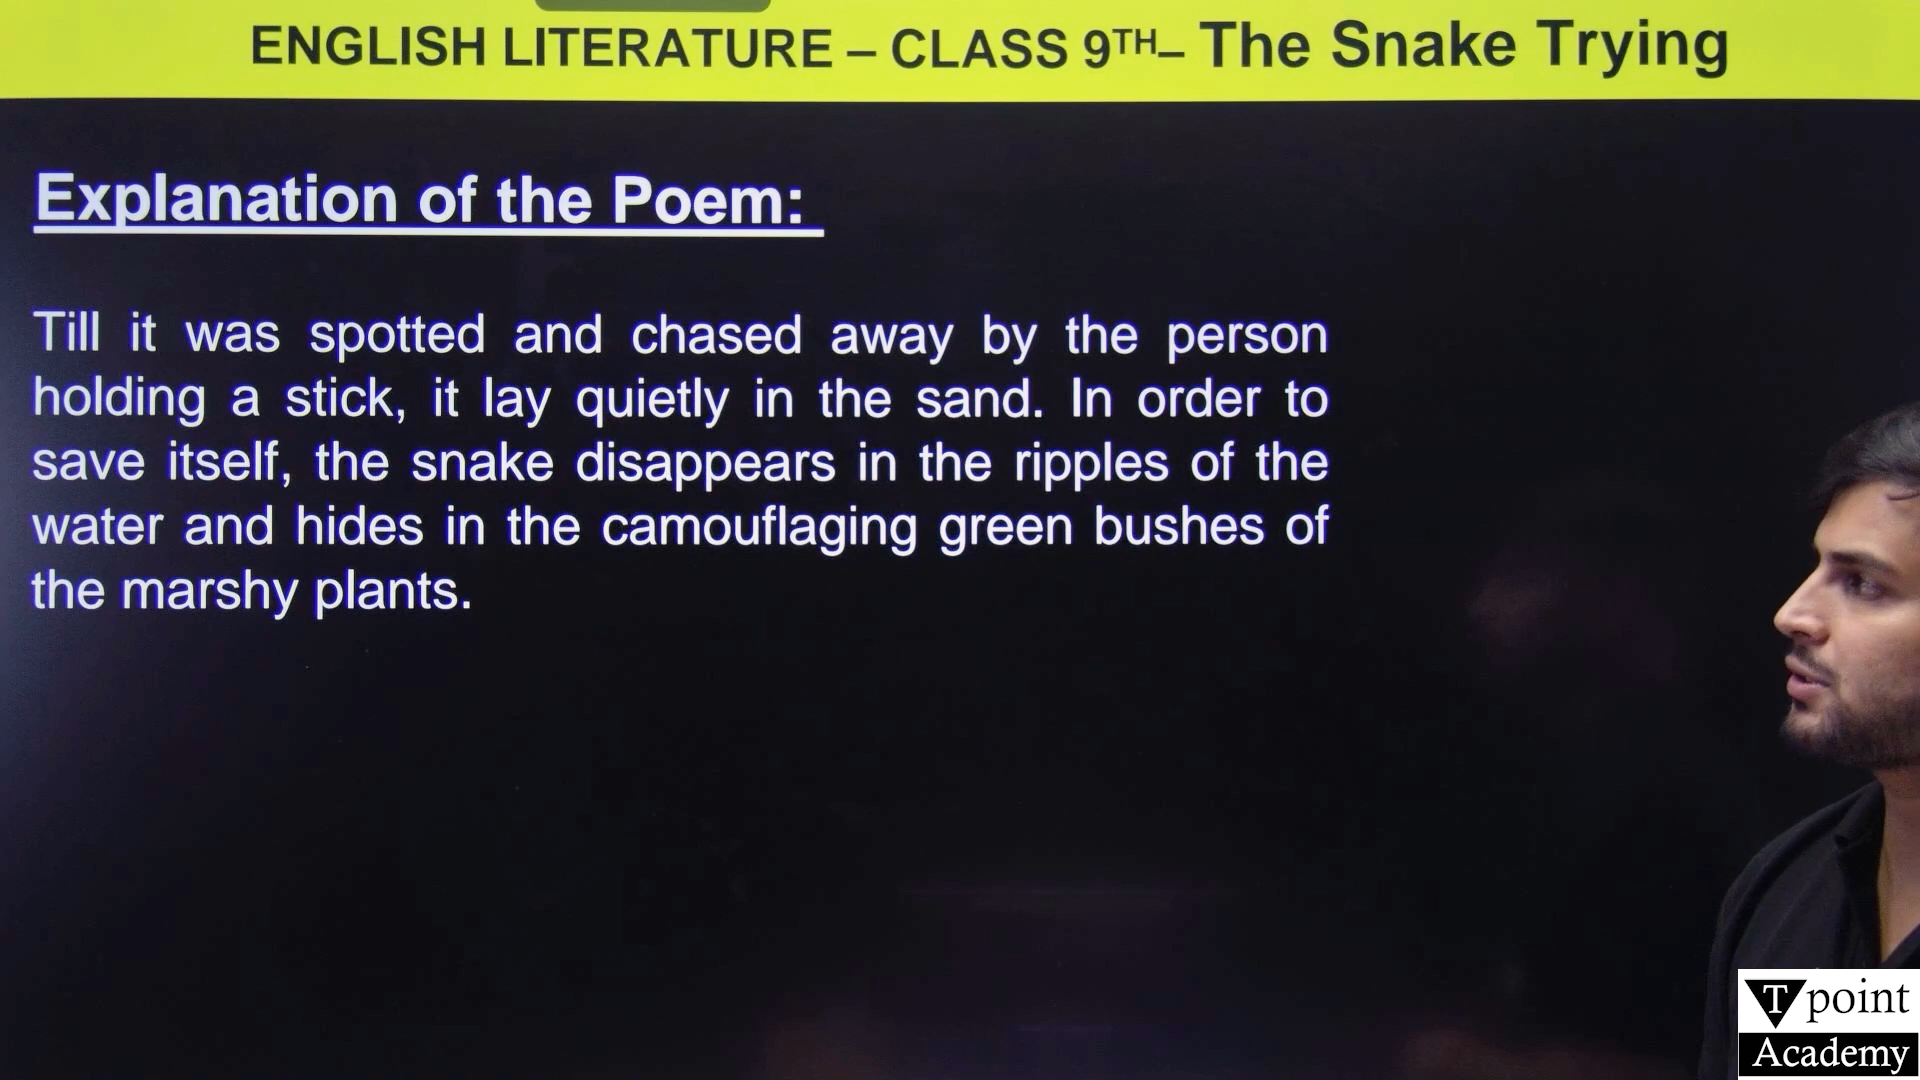 ENGLISH LITERATURE – CLASS 9TH– The Snake Trying
Explanation of the Poem:
Till it was spotted and chased away by the person
holding a stick, it lay quietly in the sand. In order to
save itself, the snake disappears in the ripples of the
water and hides in the camouflaging green bushes of
the marshy plants.
T point
Academy